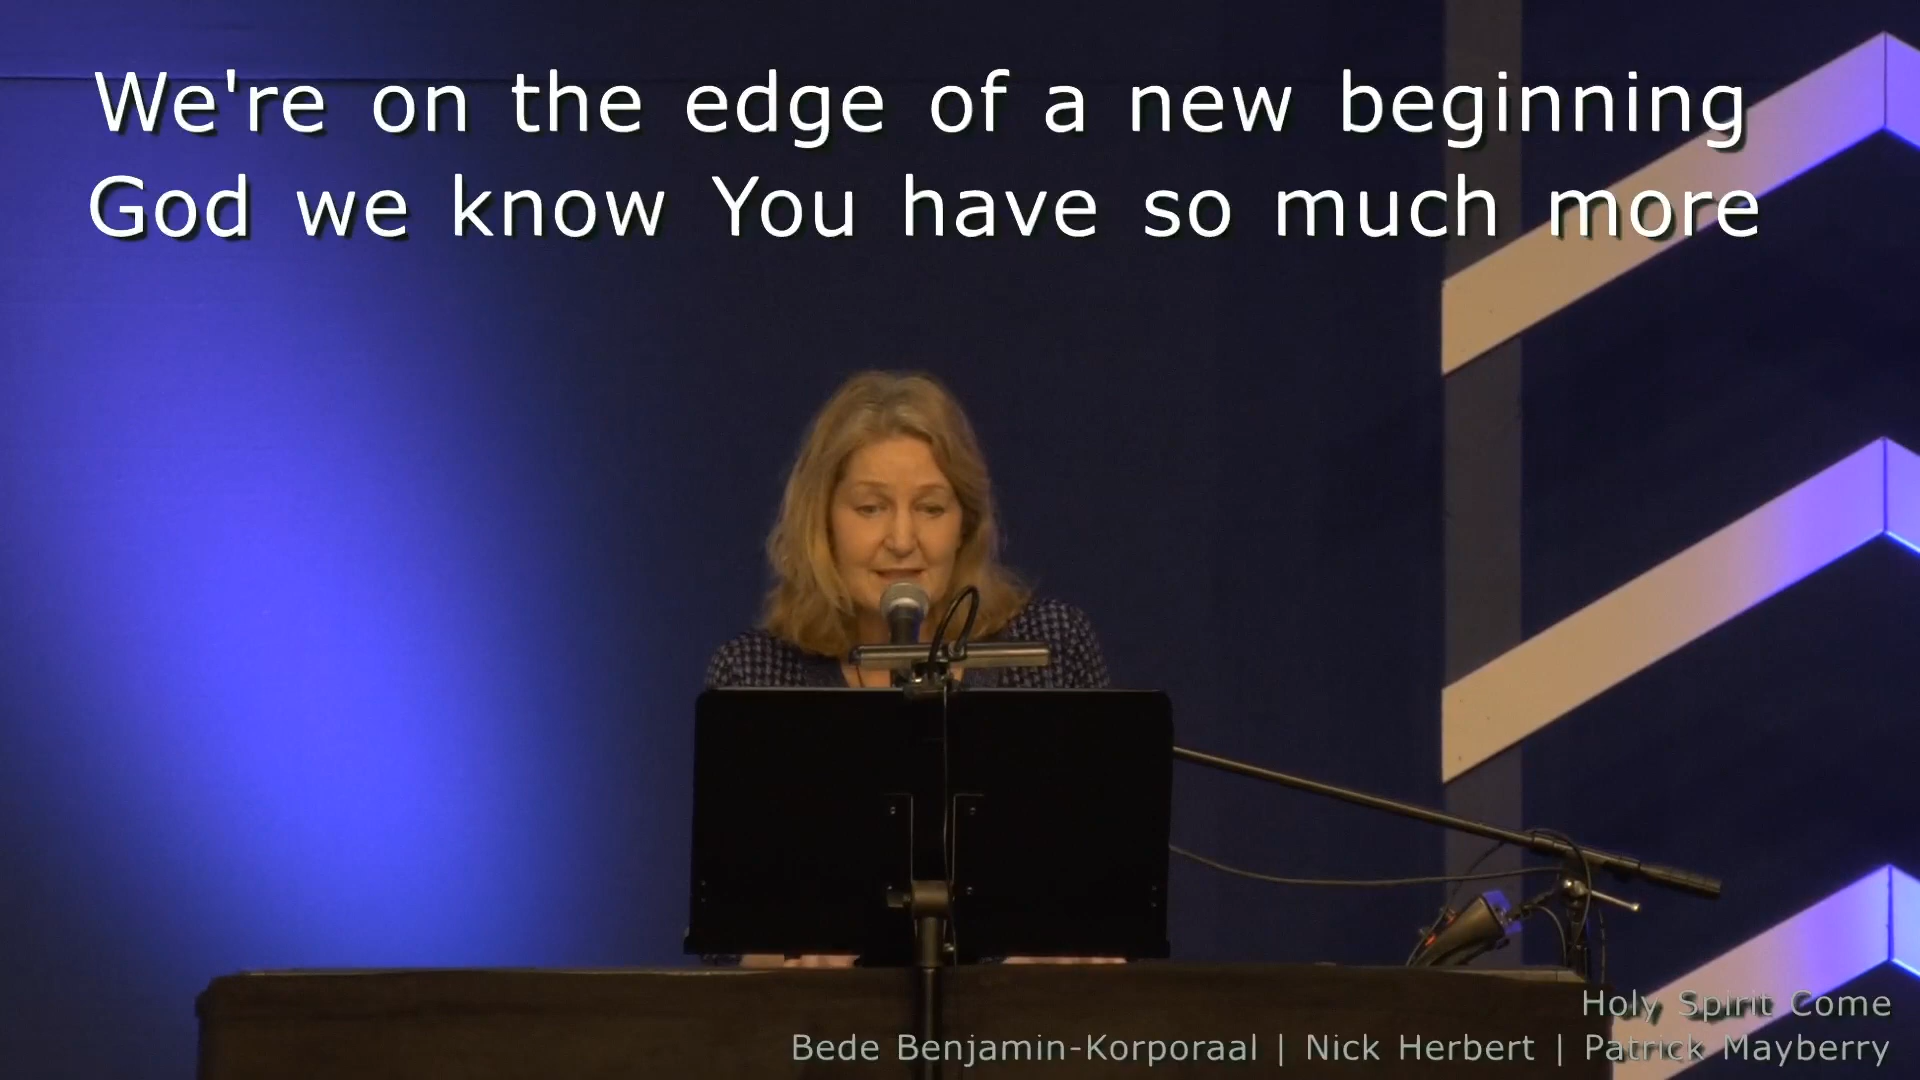 We're on the edge of a new beginning
God we know You have so much more
Holy Spirit Come
Bede Benjamin-Korporaal | Nick Herbert | Patrick Mayberry